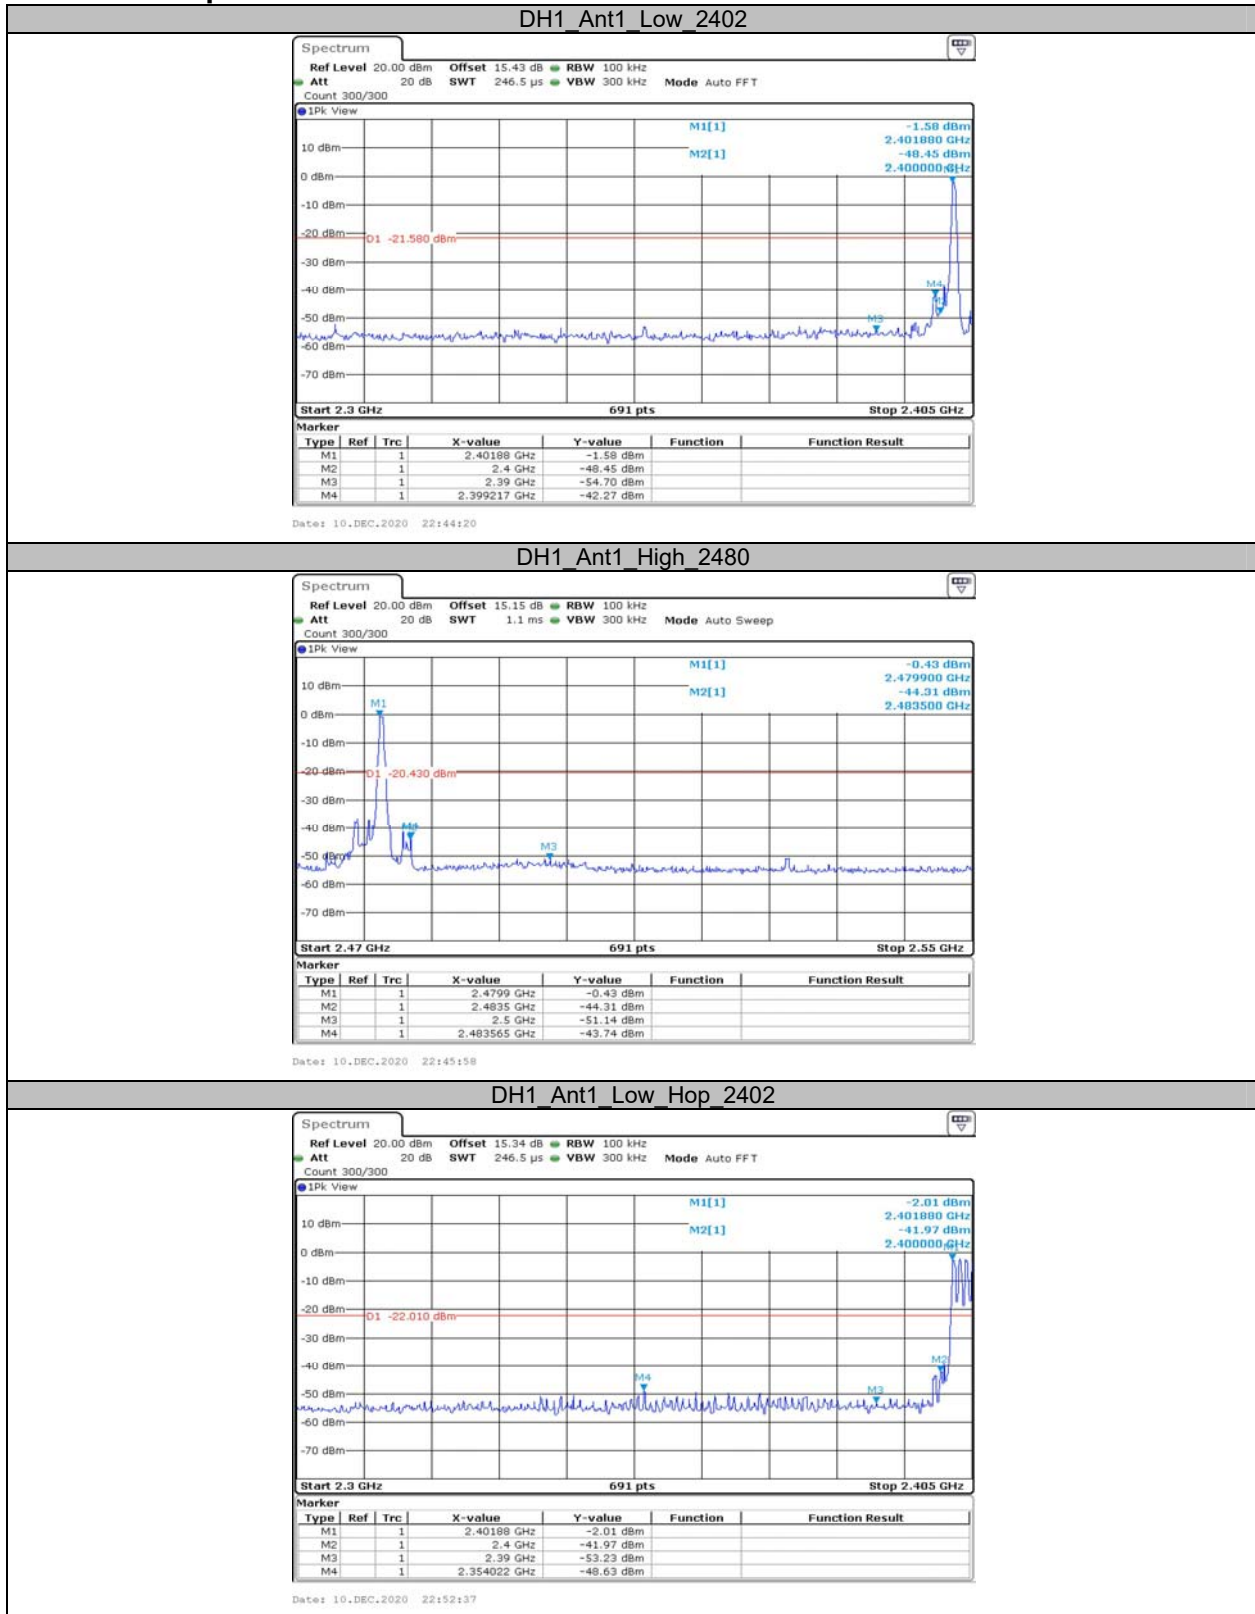 DH1_Ant1_Low_2402
Spectrum
Ref Level 20.00 dBm Offset 15.43 dB RBW 100 kHz
Att 20 dB SWT 246.5 µs VBW 300 kHz Mode Auto FFT
Count 300/300
1Pk View
M1[1] -1.58 dBm
2.401880 GHz
10 dBm
M2[1] -48.45 dBm
2.400000 GHz
0 dBm
-10 dBm
-20 dBm
D1 -21.580 dBm
-30 dBm
M4
-40 dBm
-50 dBm
M3
-60 dBm
-70 dBm
Start 2.3 GHz 691 pts Stop 2.405 GHz
Marker
Type Ref Trc X-value Y-value Function Function Result
M1 1 2.40188 GHz -1.58 dBm
M2 1 2.4 GHz -48.45 dBm
M3 1 2.39 GHz -54.70 dBm
M4 1 2.399217 GHz -42.27 dBm
Date: 10.DEC.2020 22:44:20
DH1_Ant1_High_2480
Spectrum
Ref Level 20.00 dBm Offset 15.15 dB RBW 100 kHz
Att 20 dB SWT 1.1 ms VBW 300 kHz Mode Auto Sweep
Count 300/300
1Pk View
M1[1] -0.43 dBm
2.479900 GHz
10 dBm
M2[1] -44.31 dBm
2.483500 GHz
M1
0 dBm
-10 dBm
-20 dBm
D1 -20.430 dBm
-30 dBm
-40 dBm
M3
-50 dBm
-60 dBm
-70 dBm
Start 2.47 GHz 691 pts Stop 2.55 GHz
Marker
Type Ref Trc X-value Y-value Function Function Result
M1 1 2.4799 GHz -0.43 dBm
M2 1 2.4835 GHz -44.31 dBm
M3 1 2.5 GHz -51.14 dBm
M4 1 2.483565 GHz -43.74 dBm
Date: 10.DEC.2020 22:45:58
DH1_Ant1_Low_Hop_2402
Spectrum
Ref Level 20.00 dBm Offset 15.34 dB RBW 100 kHz
Att 20 dB SWT 246.5 µs VBW 300 kHz Mode Auto FFT
Count 300/300
1Pk View
M1[1] -2.01 dBm
2.401880 GHz
10 dBm
M2[1] -41.97 dBm
2.400000 GHz
0 dBm
-10 dBm
-20 dBm
D1 -22.010 dBm
-30 dBm
M2
-40 dBm
M4
M3
-50 dBm
-60 dBm
-70 dBm
Start 2.3 GHz 691 pts Stop 2.405 GHz
Marker
Type Ref Trc X-value Y-value Function Function Result
M1 1 2.40188 GHz -2.01 dBm
M2 1 2.4 GHz -41.97 dBm
M3 1 2.39 GHz -53.23 dBm
M4 1 2.354022 GHz -48.63 dBm
Date: 10.DEC.2020 22:52:37